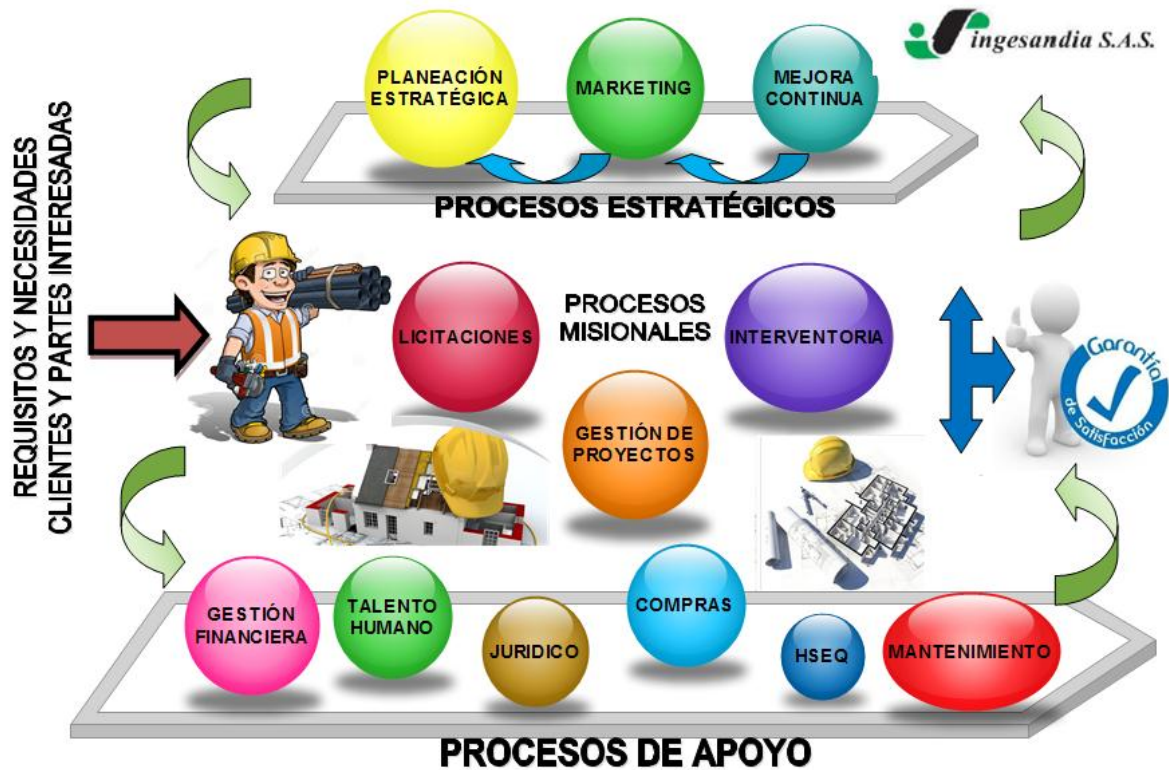 ingesandia S.A.S.
PLANEACIÓN
ESTRATÉGICA
MARKETING
MEJORA
CONTINUA
PROCESOS ESTRATÉGICOS
REQUISITOS Y NECESIDADES
CLIENTES Y PARTES INTERESADAS
LICITACIONES
PROCESOS
MISIONALES
INTERVENTORIA
GESTIÓN DE
PROYECTOS
Garantía
de Satisfacción
GESTIÓN
FINANCIERA
TALENTO
HUMANO
JURIDICO
COMPRAS
HSEQ
MANTENIMIENTO
PROCESOS DE APOYO